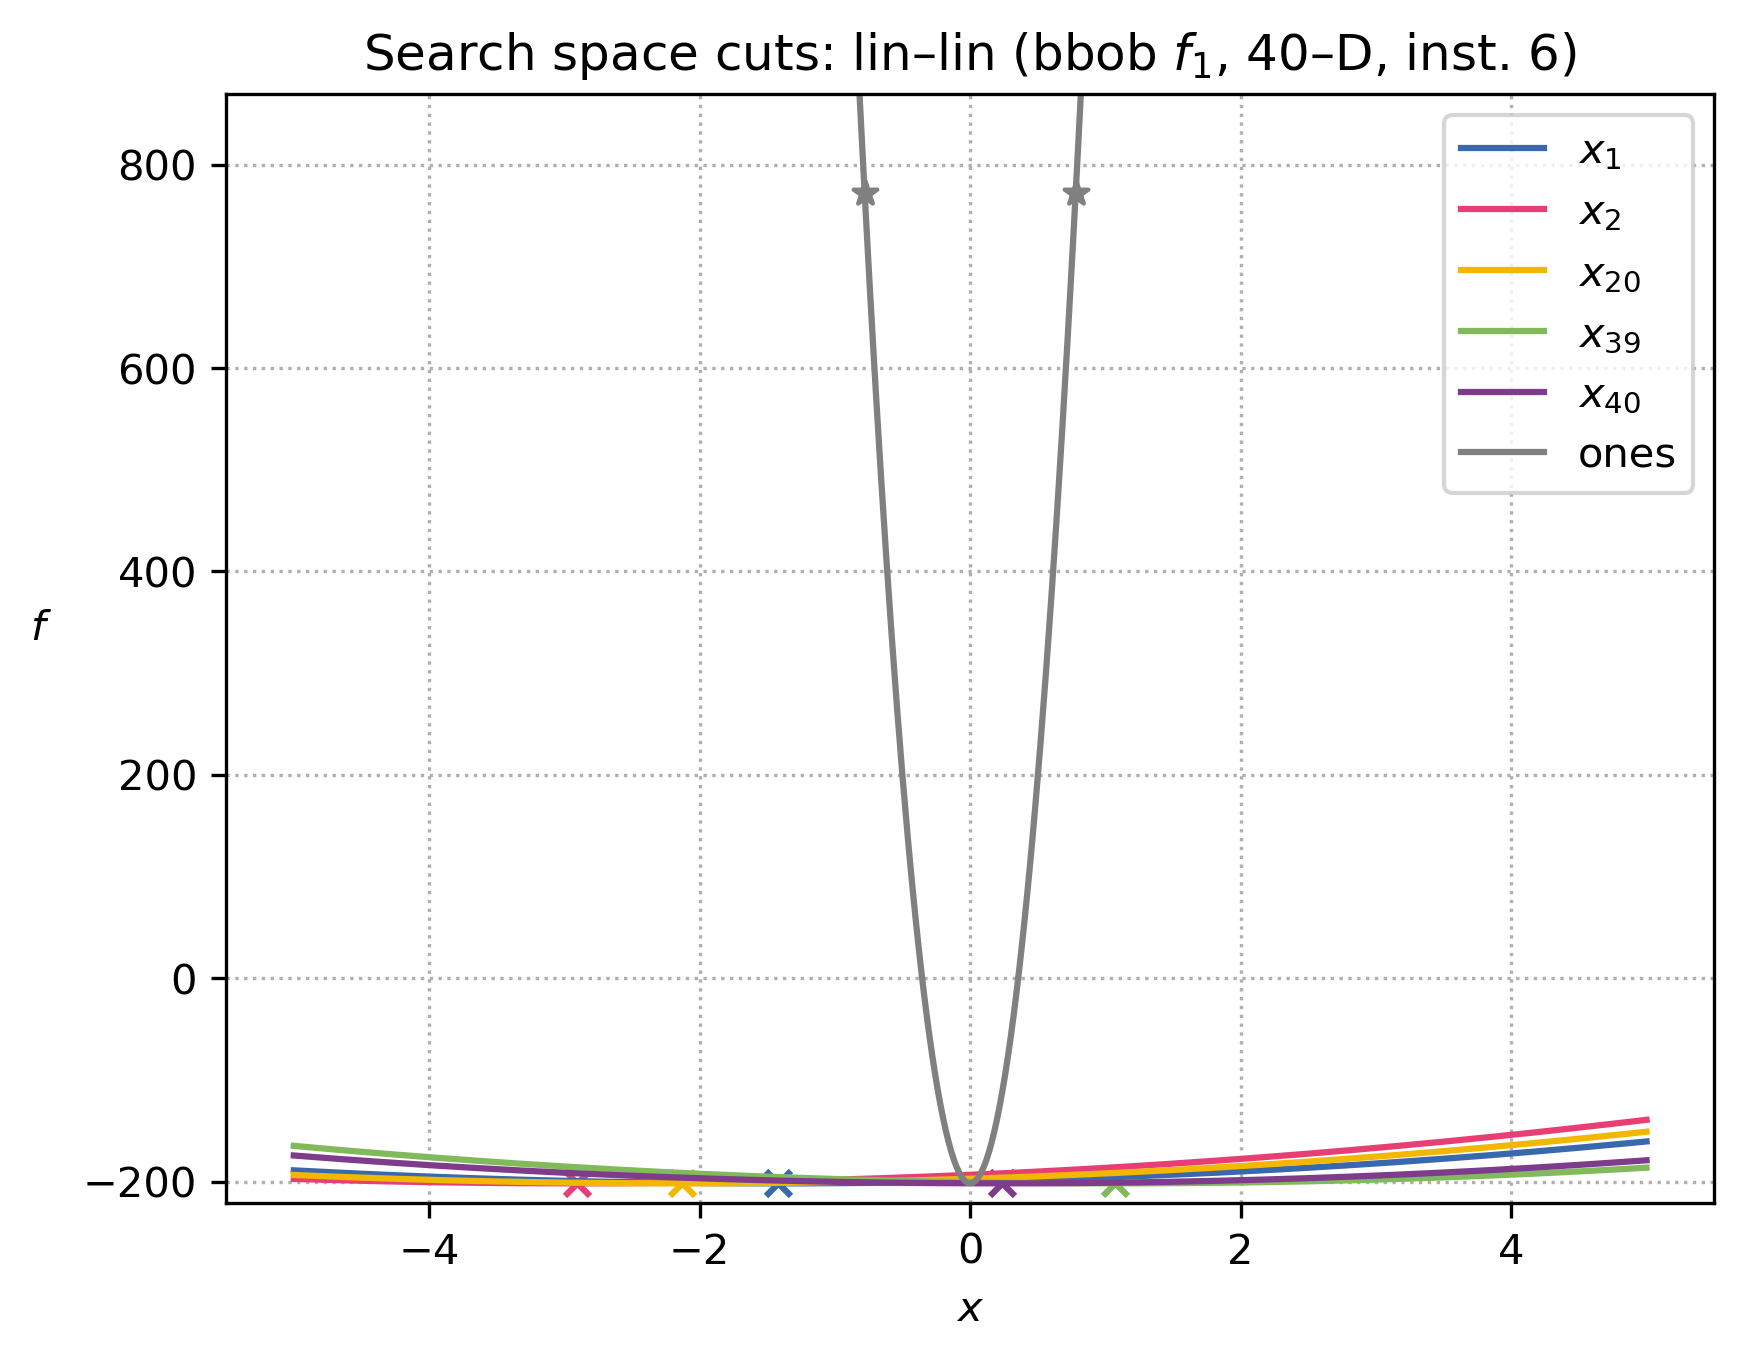 Search space cuts: lin–lin (bbob f₁, 40–D, inst. 6)
800
600
400
200
0
−200
f
−4 −2 0 2 4
x
x₁
x₂
x₂₀
x₃₉
x₄₀
ones